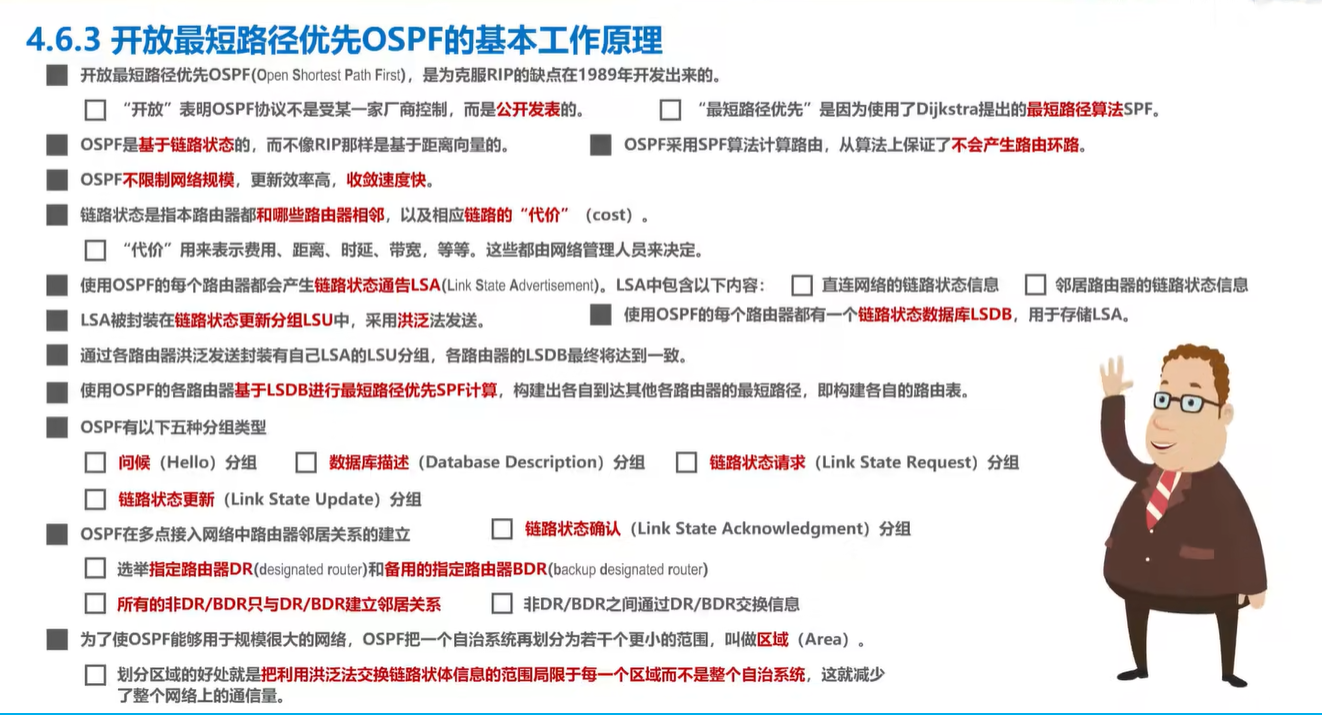 4.6.3 开放最短路径优先OSPF的基本工作原理
开放最短路径优先OSPF(Open Shortest Path First)，是为克服RIP的缺点在1989年开发出来的。
“开放”表明OSPF协议不是受某一家厂商控制，而是公开发表的。
“最短路径优先”是因为使用了Dijkstra提出的最短路径算法SPF。
OSPF是基于链路状态的，而不像RIP那样是基于距离向量的。
OSPF采用SPF算法计算路由，从算法上保证了不会产生路由环路。
OSPF不限制网络规模，更新效率高，收敛速度快。
链路状态是指本路由器都和哪些路由器相邻，以及相应链路的“代价”（cost）。
“代价”用来表示费用、距离、时延、带宽，等等。这些都由网络管理人员来决定。
使用OSPF的每个路由器都会产生链路状态通告LSA(Link State Advertisement)。LSA中包含以下内容：
直连网络的链路状态信息
邻居路由器的链路状态信息
LSA被封装在链路状态更新分组LSU中，采用洪泛法发送。
使用OSPF的每个路由器都有一个链路状态数据库LSDB，用于存储LSA。
通过各路由器洪泛发送封装有自己LSA的LSU分组，各路由器的LSDB最终将达到一致。
使用OSPF的各路由器基于LSDB进行最短路径优先SPF计算，构建出各自到达其他各路由器的最短路径，即构建各自的路由表。
OSPF有以下五种分组类型
问候（Hello）分组
数据库描述（Database Description）分组
链路状态请求（Link State Request）分组
链路状态更新（Link State Update）分组
链路状态确认（Link State Acknowledgment）分组
OSPF在多点接入网络中路由器邻居关系的建立
选举指定路由器DR(designated router)和备用的指定路由器BDR(backup designated router)
所有的非DR/BDR只与DR/BDR建立邻居关系
非DR/BDR之间通过DR/BDR交换信息
为了使OSPF能够用于规模很大的网络，OSPF把一个自治系统再划分为若干个更小的范围，叫做区域（Area）。
划分区域的好处就是把利用洪泛法交换链路状体信息的范围局限于每一个区域而不是整个自治系统，这就减少
了整个网络上的通信量。